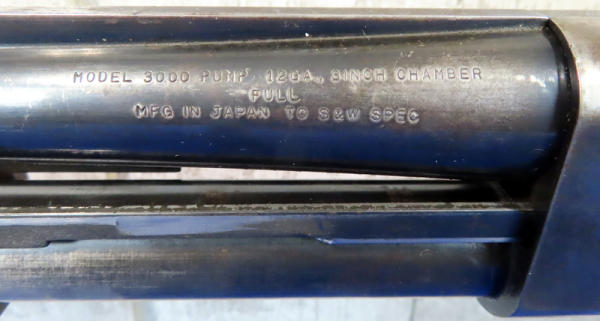 MODEL 3000 PUMP 12GA, 3INCH CHAMBER
FULL
MFG IN JAPAN TO S&W SPEC